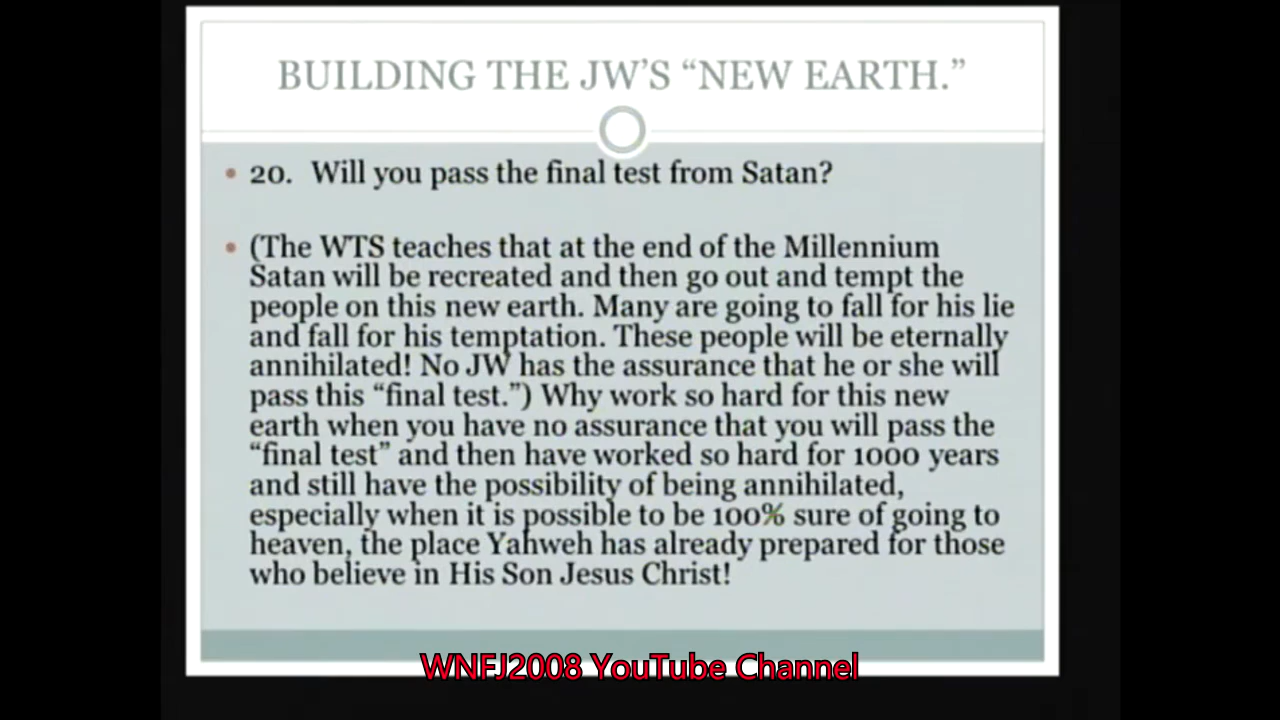 BUILDING THE JW'S “NEW EARTH.”
• 20. Will you pass the final test from Satan?
• (The WTS teaches that at the end of the Millennium
Satan will be recreated and then go out and tempt the
people on this new earth. Many are going to fall for his lie
and fall for his temptation. These people will be eternally
annihilated! No JW has the assurance that he or she will
pass this “final test.”) Why work so hard for this new
earth when you have no assurance that you will pass the
“final test” and then have worked so hard for 1000 years
and still have the possibility of being annihilated,
especially when it is possible to be 100% sure of going to
heaven, the place Yahweh has already prepared for those
who believe in His Son Jesus Christ!
WNFJ2008 YouTube Channel